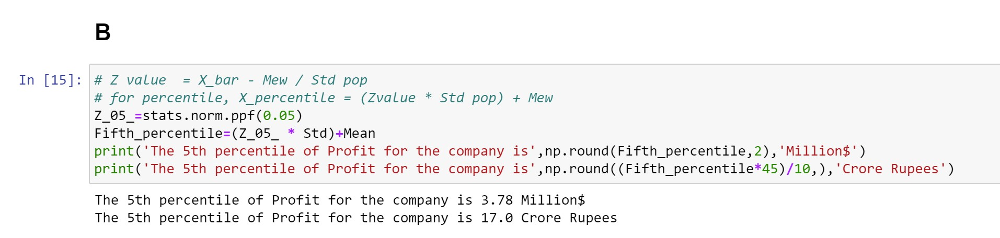 B
In [15]:
# Z value  = X_bar - Mew / Std pop
# for percentile, X_percentile = (Zvalue * Std pop) + Mew
Z_05_=stats.norm.ppf(0.05)
Fifth_percentile=(Z_05_ * Std)+Mean
print('The 5th percentile of Profit for the company is',np.round(Fifth_percentile,2),'Million$')
print('The 5th percentile of Profit for the company is',np.round((Fifth_percentile*45)/10,),'Crore Rupees')
The 5th percentile of Profit for the company is 3.78 Million$
The 5th percentile of Profit for the company is 17.0 Crore Rupees